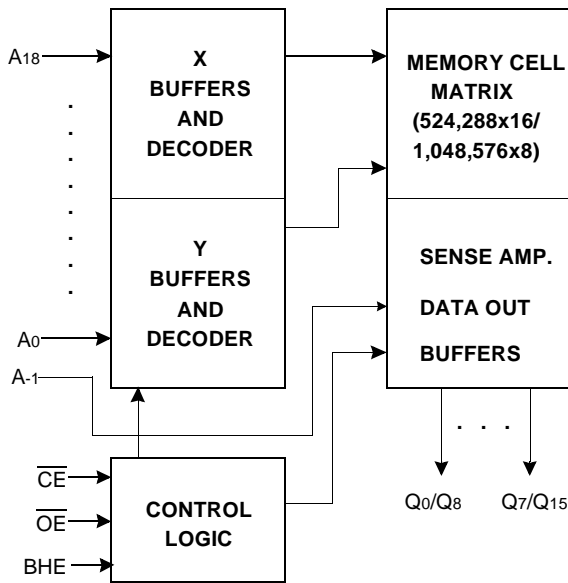 A18
A0
A-1
X
BUFFERS
AND
DECODER
Y
BUFFERS
AND
DECODER
MEMORY CELL
MATRIX
(524,288x16/
1,048,576x8)
SENSE AMP.
DATA OUT
BUFFERS
CE
OE
BHE
CONTROL
LOGIC
. . .
Q0/Q8
Q7/Q15